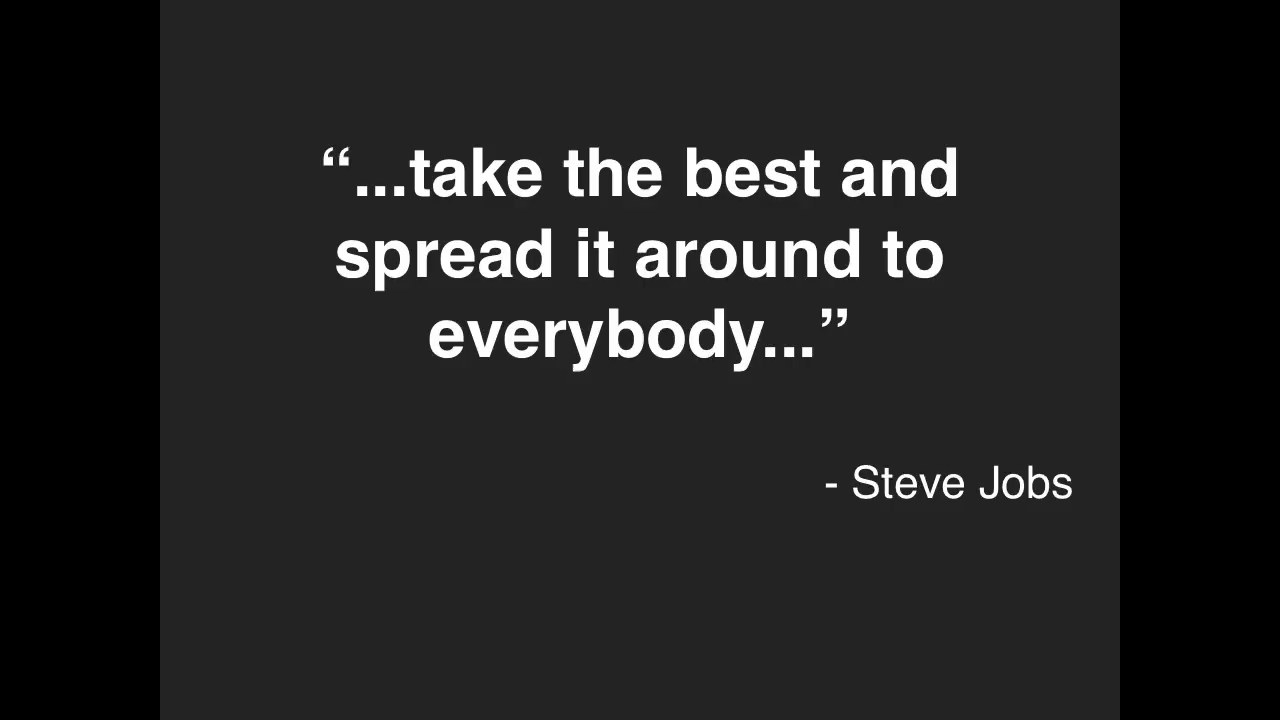 “...take the best and
spread it around to
everybody...”
- Steve Jobs